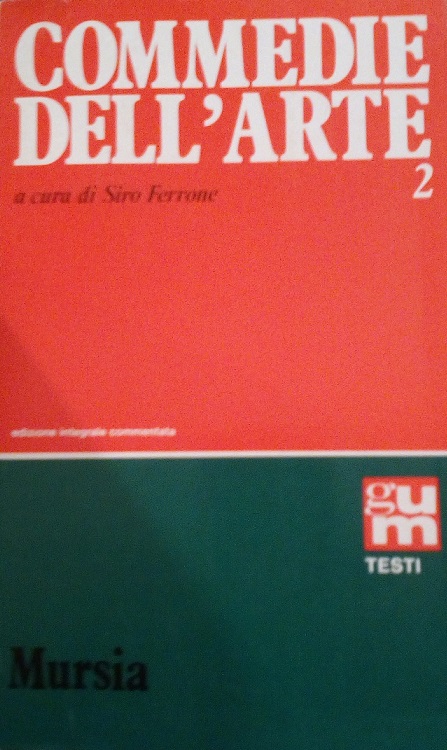 COMMEDIE
DELL'ARTE
2
a cura di Siro Ferrone
edizione integrale commentata
gum
TESTI
Mursia